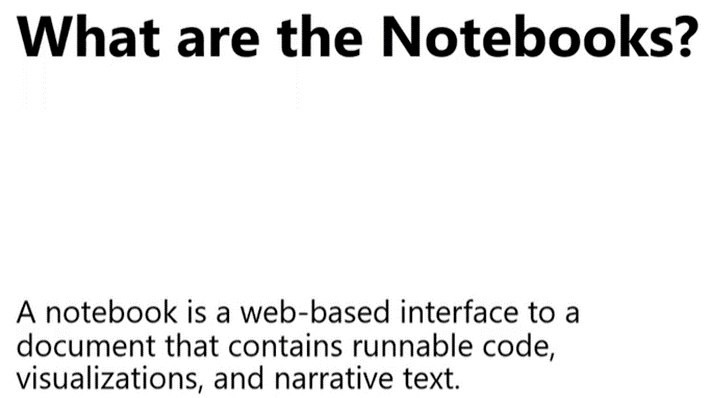 What are the Notebooks?
A notebook is a web-based interface to a
document that contains runnable code,
visualizations, and narrative text.